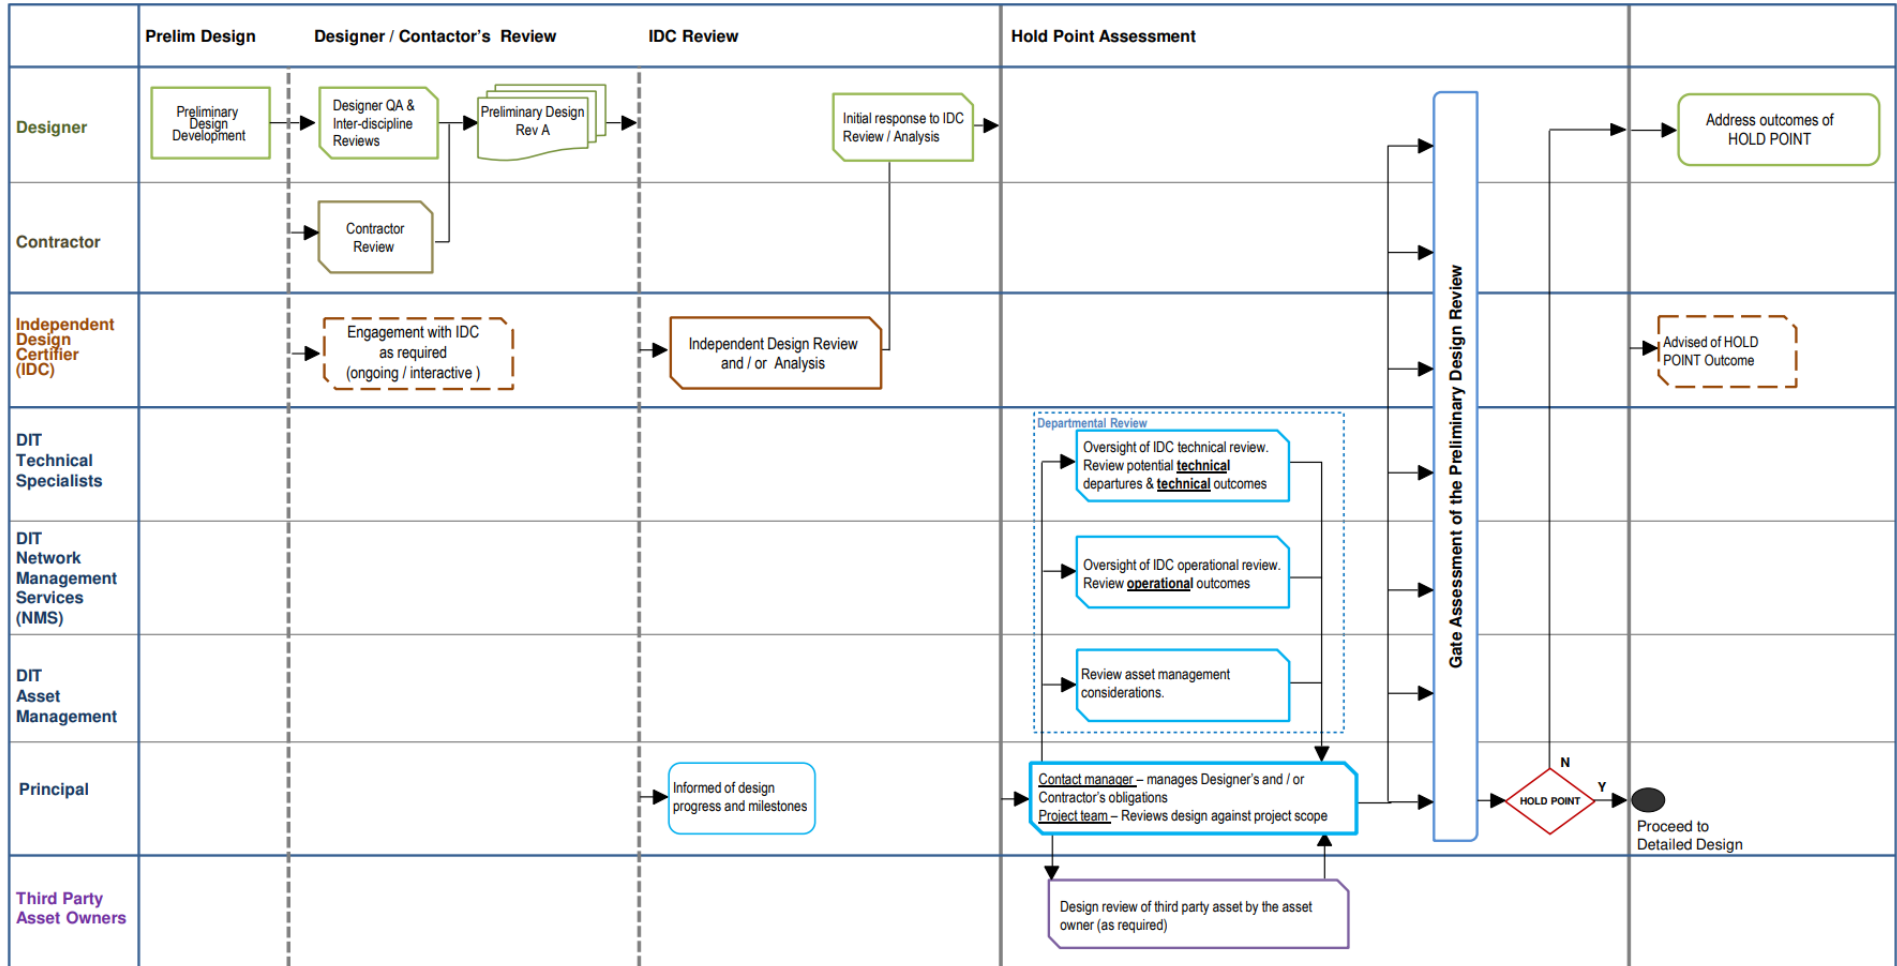 Prelim Design
Designer / Contactor's Review
IDC Review
Hold Point Assessment
Designer
Preliminary
Design
Development
Designer QA &
Inter-discipline
Reviews
Preliminary Design
Rev A
Initial response to IDC
Review / Analysis
Address outcomes of
HOLD POINT
Contractor
Contractor
Review
Independent
Design
Certifier
(IDC)
Engagement with IDC
as required
(ongoing / interactive )
Independent Design Review
and / or Analysis
Advised of HOLD
POINT Outcome
Gate Assessment of the Preliminary Design Review
DIT
Technical
Specialists
Departmental Review
Oversight of IDC technical review.
Review potential technical
departures & technical outcomes
DIT
Network
Management
Services
(NMS)
Oversight of IDC operational review.
Review operational outcomes
DIT
Asset
Management
Review asset management
considerations.
Principal
Informed of design
progress and milestones
Contact manager – manages Designer's and / or
Contractor's obligations
Project team – Reviews design against project scope
HOLD POINT
N
Y
Proceed to
Detailed Design
Third Party
Asset Owners
Design review of third party asset by the asset
owner (as required)